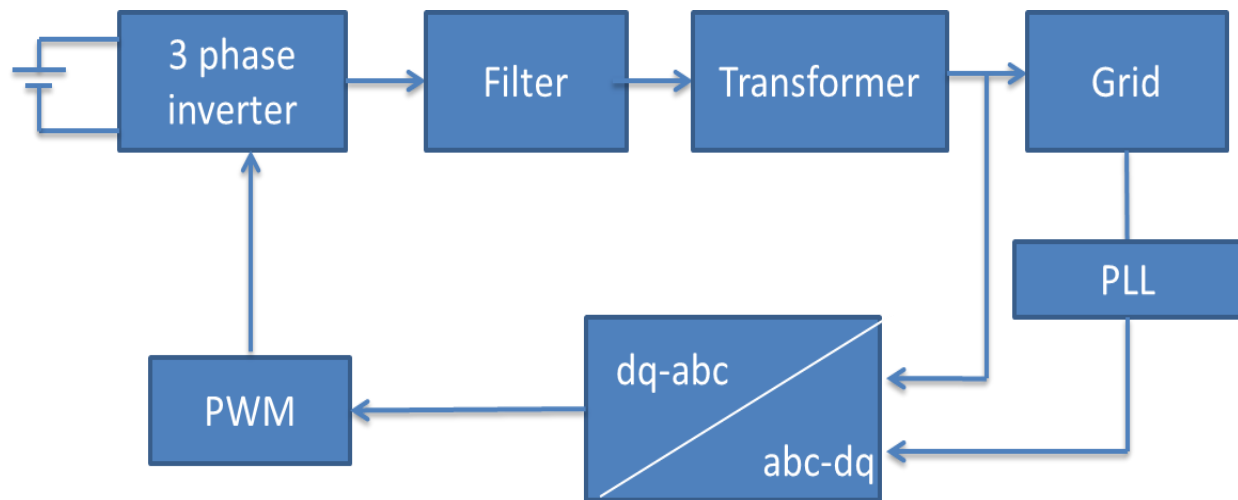 3 phase
inverter
Filter
Transformer
Grid
PLL
dq-abc
abc-dq
PWM